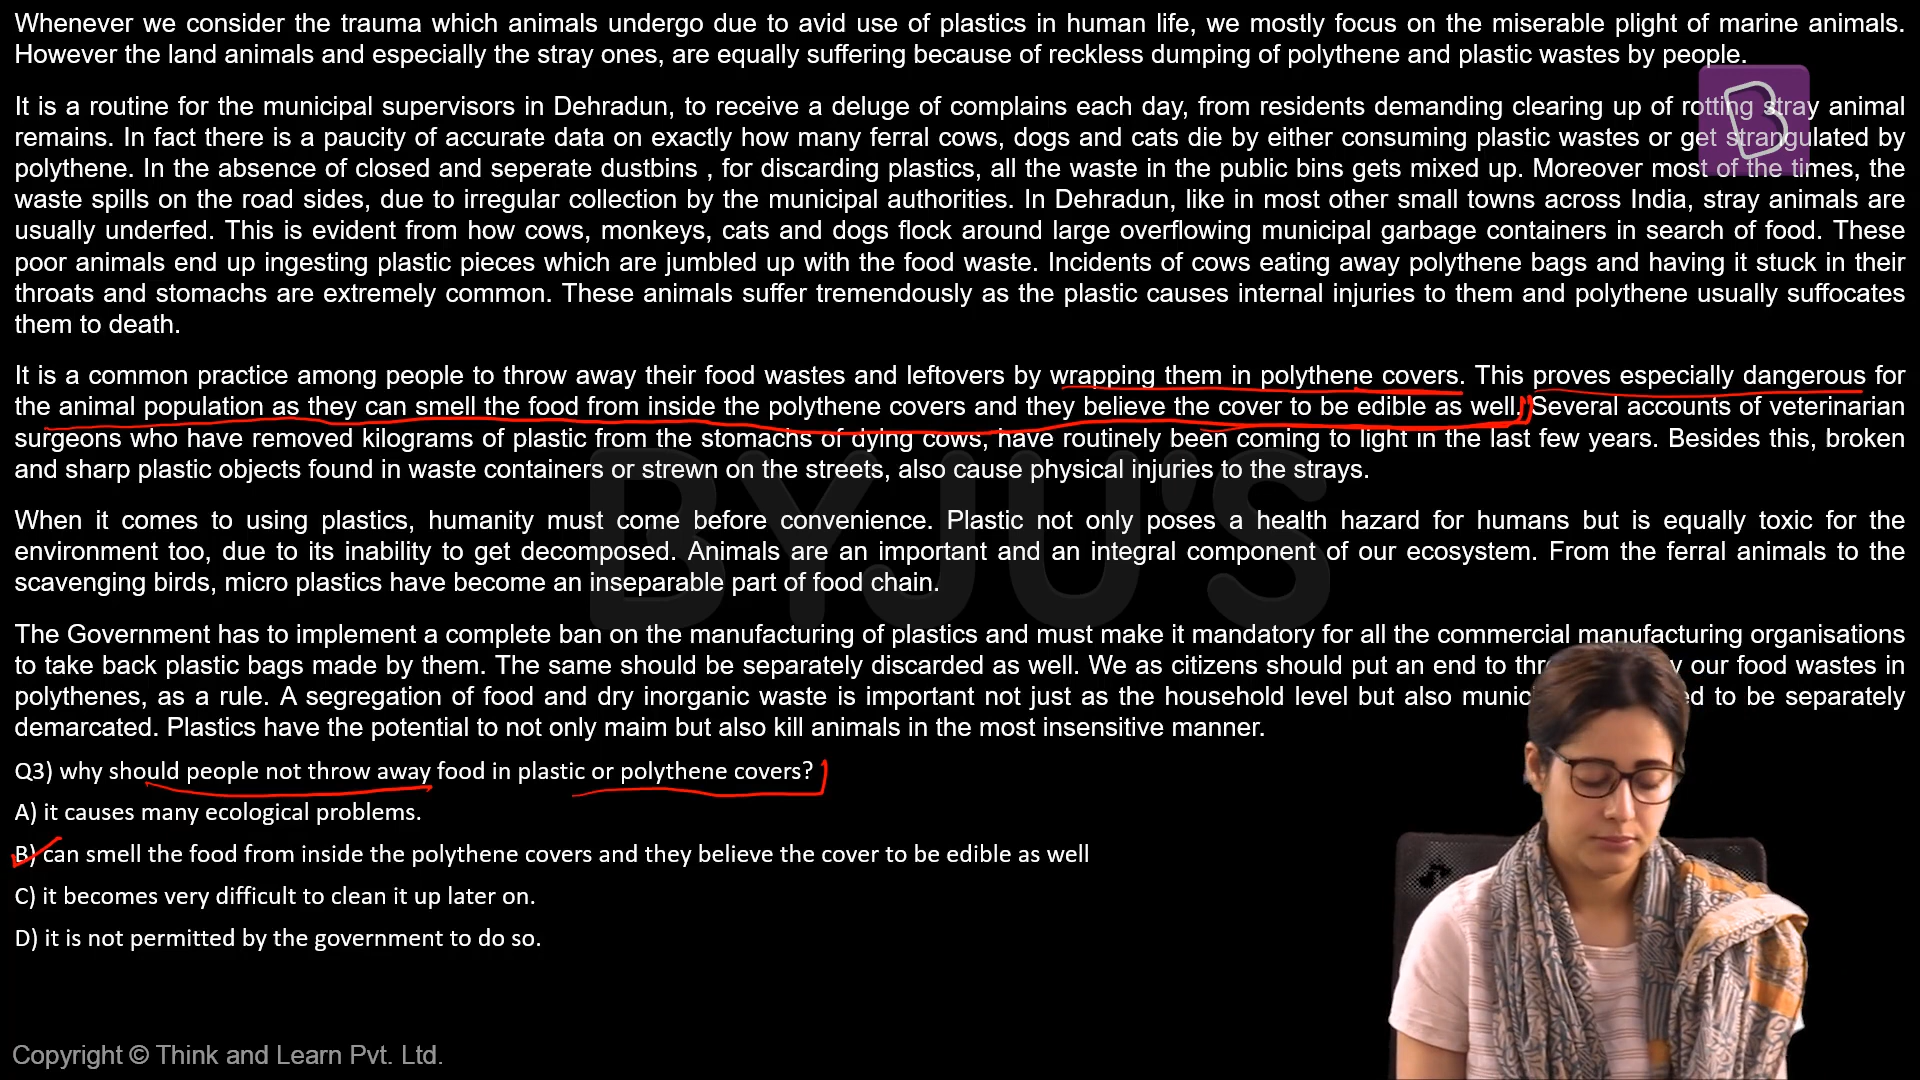 Whenever we consider the trauma which animals undergo due to avid use of plastics in human life, we mostly focus on the miserable plight of marine animals.
However the land animals and especially the stray ones, are equally suffering because of reckless dumping of polythene and plastic wastes by people.
It is a routine for the municipal supervisors in Dehradun, to receive a deluge of complains each day, from residents demanding clearing up of rotting stray animal
remains. In fact there is a paucity of accurate data on exactly how many ferral cows, dogs and cats die by either consuming plastic wastes or get strangulated by
polythene. In the absence of closed and seperate dustbins , for discarding plastics, all the waste in the public bins gets mixed up. Moreover most of the times, the
waste spills on the road sides, due to irregular collection by the municipal authorities. In Dehradun, like in most other small towns across India, stray animals are
usually underfed. This is evident from how cows, monkeys, cats and dogs flock around large overflowing municipal garbage containers in search of food. These
poor animals end up ingesting plastic pieces which are jumbled up with the food waste. Incidents of cows eating away polythene bags and having it stuck in their
throats and stomachs are extremely common. These animals suffer tremendously as the plastic causes internal injuries to them and polythene usually suffocates
them to death.
It is a common practice among people to throw away their food wastes and leftovers by wrapping them in polythene covers. This proves especially dangerous for
the animal population as they can smell the food from inside the polythene covers and they believe the cover to be edible as well. Several accounts of veterinarian
surgeons who have removed kilograms of plastic from the stomachs of dying cows, have routinely been coming to light in the last few years. Besides this, broken
and sharp plastic objects found in waste containers or strewn on the streets, also cause physical injuries to the strays.
When it comes to using plastics, humanity must come before convenience. Plastic not only poses a health hazard for humans but is equally toxic for the
environment too, due to its inability to get decomposed. Animals are an important and an integral component of our ecosystem. From the ferral animals to the
scavenging birds, micro plastics have become an inseparable part of food chain.
BYJU'S
The Government has to implement a complete ban on the manufacturing of plastics and must make it mandatory for all the commercial manufacturing organisations
to take back plastic bags made by them. The same should be separately discarded as well. We as citizens should put an end to our food wastes in
polythenes, as a rule. A segregation of food and dry inorganic waste is important not just as the household level but also to be separately
demarcated. Plastics have the potential to not only maim but also kill animals in the most insensitive manner.
Q3) why should people not throw away food in plastic or polythene covers?
A) it causes many ecological problems.
B) can smell the food from inside the polythene covers and they believe the cover to be edible as well
C) it becomes very difficult to clean it up later on.
D) it is not permitted by the government to do so.
Copyright © Think and Learn Pvt. Ltd.